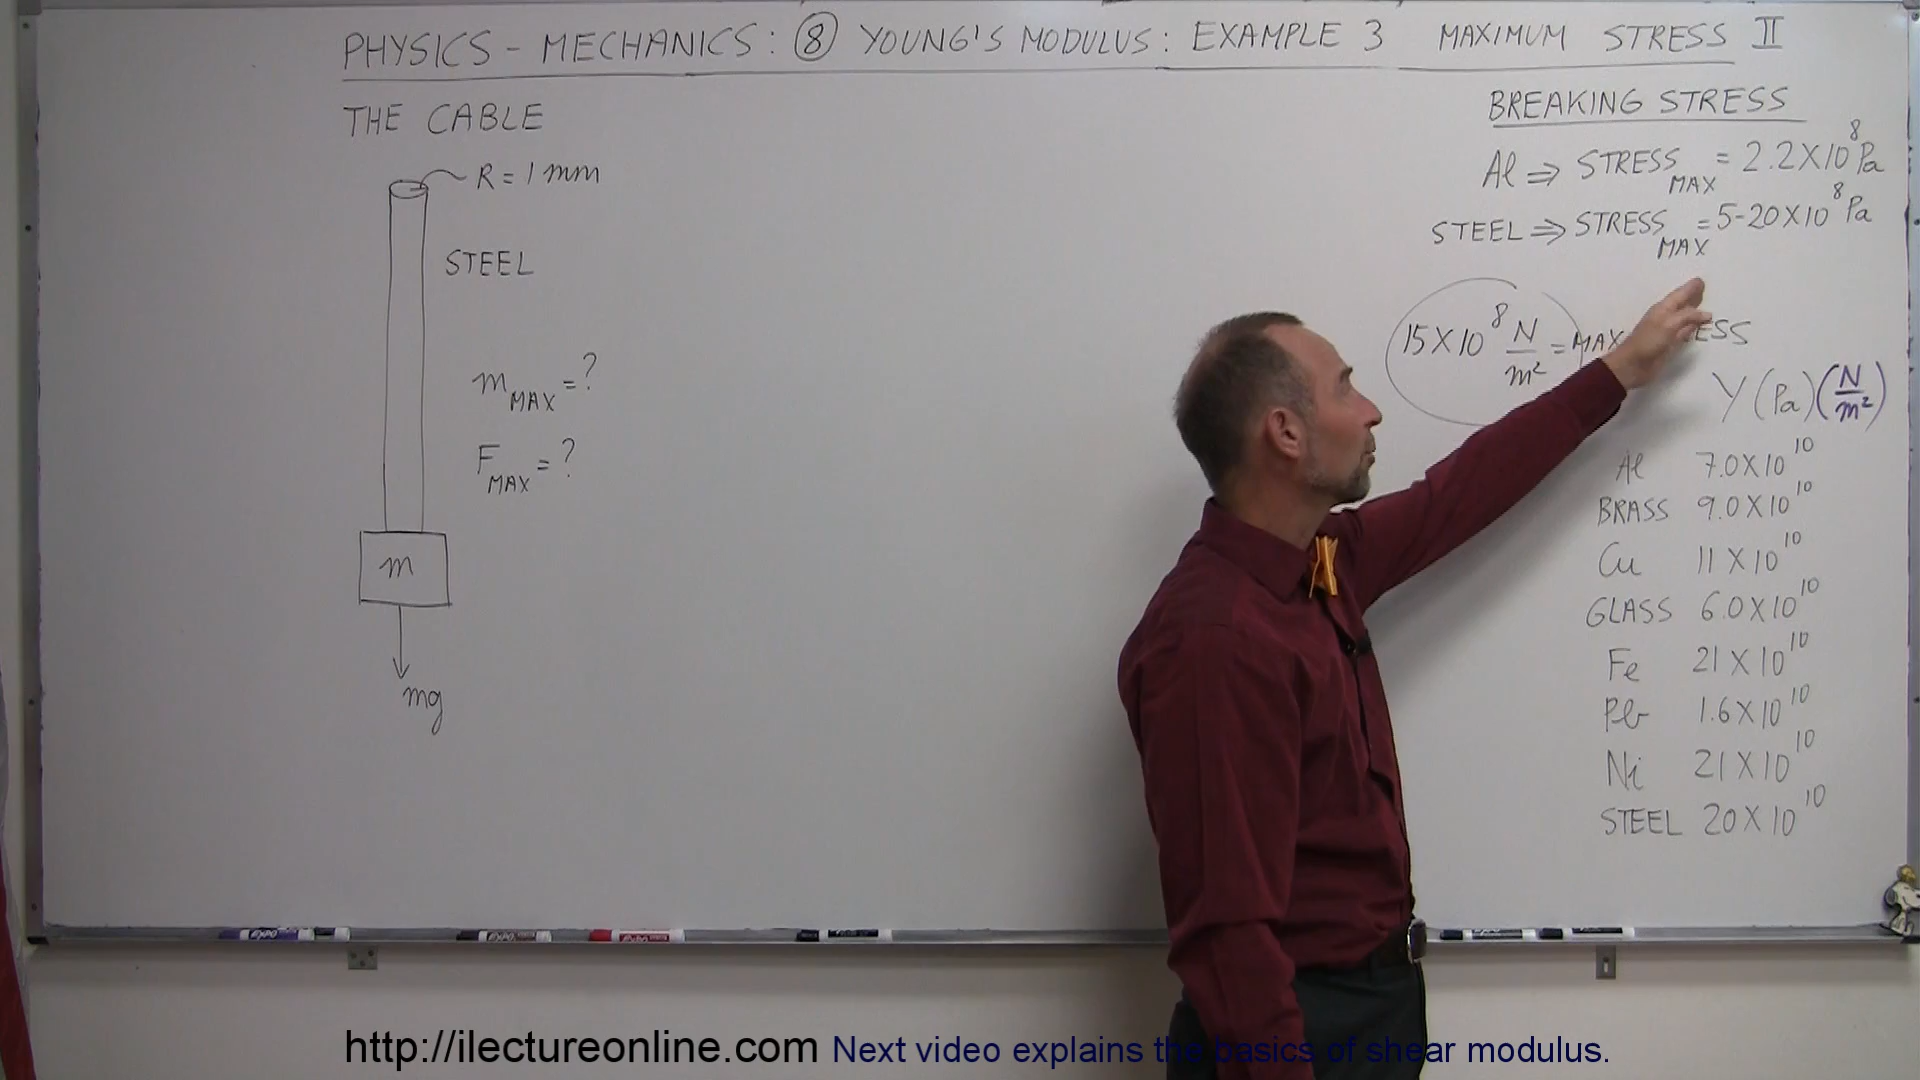 PHYSICS - MECHANICS: ⑧ YOUNG'S MODULUS: EXAMPLE 3 MAXIMUM STRESS II
THE CABLE
R = 1 mm
STEEL
m MAX = ?
F MAX = ?
m
mg
BREAKING STRESS
Al ⇒ STRESS MAX = 2.2 X 10^8 Pa
STEEL ⇒ STRESS MAX = 5-20 X 10^8 Pa
15 X 10^8 N/m² = MAX ESS
Y (Pa) (N/m²)
Al 7.0 X 10^10
BRASS 9.0 X 10^10
Cu 11 X 10^10
GLASS 6.0 X 10^10
Fe 21 X 10^10
Pb 1.6 X 10^10
Ni 21 X 10^10
STEEL 20 X 10^10
http://ilectureonline.com Next video explains the basics of shear modulus.